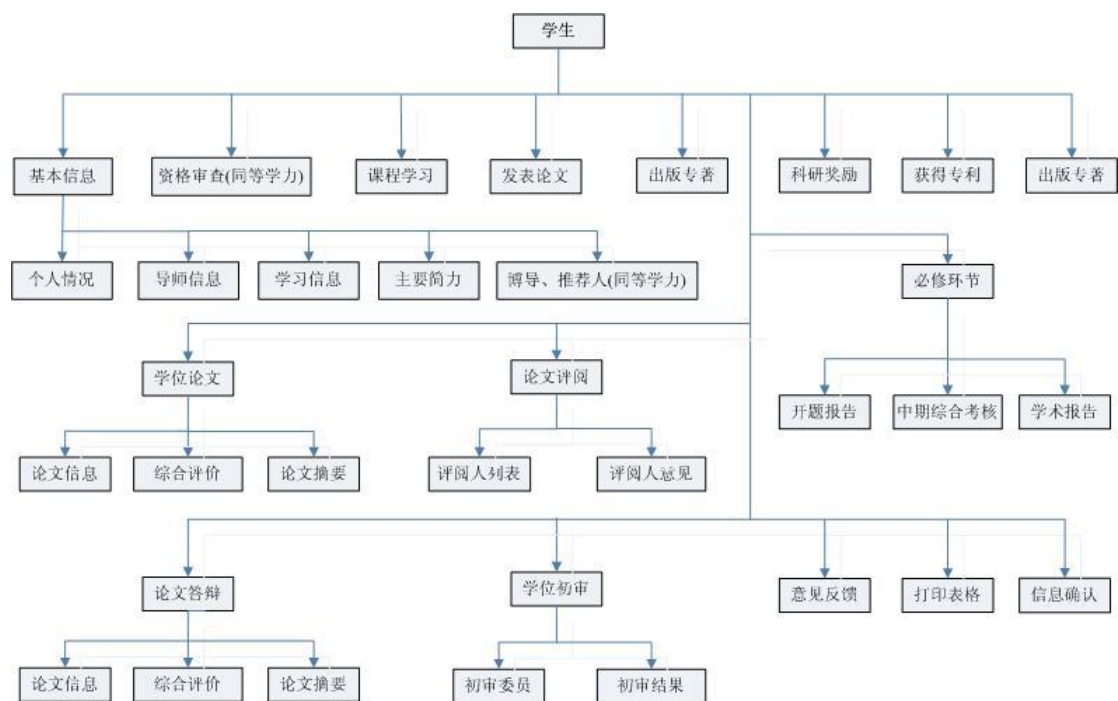 学生
基本信息
资格审查(同等学力)
课程学习
发表论文
出版专著
科研奖励
获得专利
出版专著
个人情况
导师信息
学习信息
主要简力
博导、推荐人(同等学力)
必修环节
学位论文
论文评阅
开题报告
中期综合考核
学术报告
论文信息
综合评价
论文摘要
评阅人列表
评阅人意见
论文答辩
学位初审
意见反馈
打印表格
信息确认
论文信息
综合评价
论文摘要
初审委员
初审结果